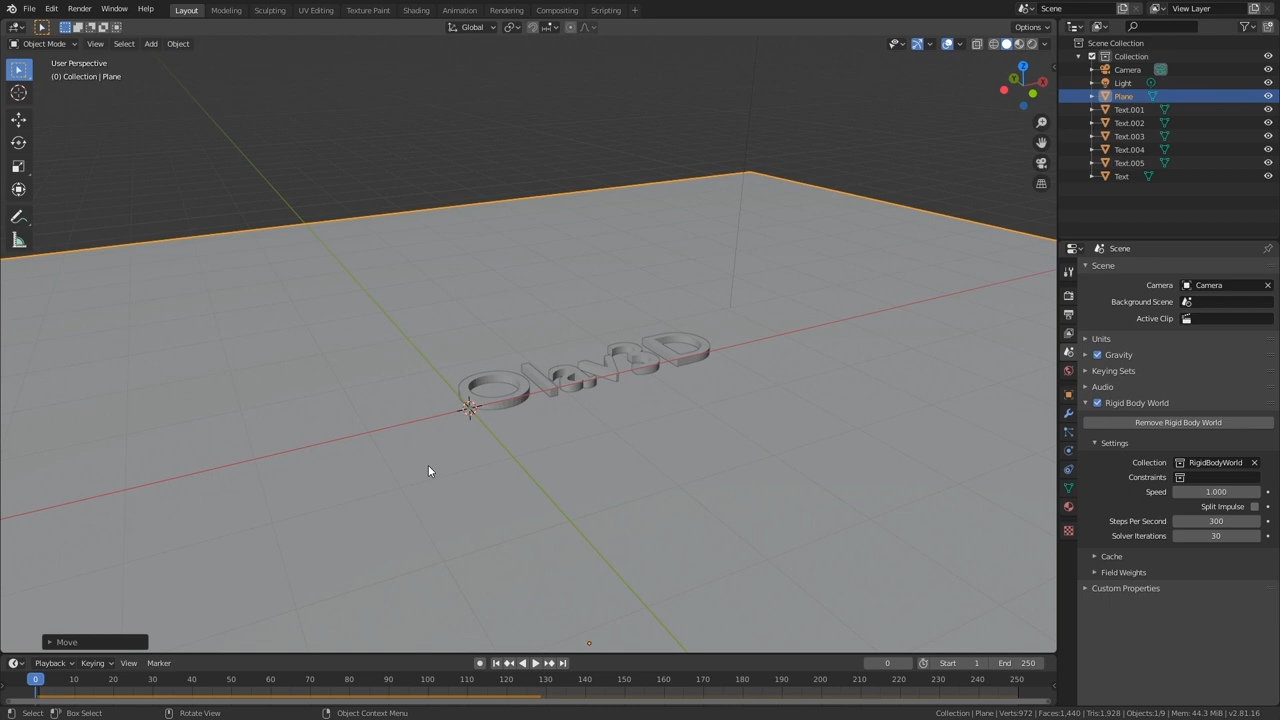 File Edit Render Window Help Layout Modeling Sculpting UV Editing Texture Paint Shading Animation Rendering Compositing Scripting + Scene View Layer
Global Options
Object Mode View Select Add Object
User Perspective
(0) Collection | Plane
X
Y
Z
Scene Collection
Collection
Camera
Light
Plane
Text.001
Text.002
Text.003
Text.004
Text.005
Text
Scene
Scene
Camera Camera
Background Scene
Active Clip
Units
Gravity
Keying Sets
Audio
Rigid Body World
Remove Rigid Body World
Settings
Collection RigidBodyWorld
Constraints
Speed 1.000
Split Impulse
Steps Per Second 300
Solver Iterations 30
Cache
Field Weights
Custom Properties
Olav3D
Move
Playback Keying View Marker 0 Start 1 End 250
0 10 20 30 40 50 60 70 80 90 100 110 120 130 140 150 160 170 180 190 200 210 220 230 240 250
Select Box Select Rotate View Object Context Menu Collection | Plane | Verts:972 | Faces:1,440 | Tris:1,928 | Objects:1/9 | Mem: 44.3 MiB | v2.81.16